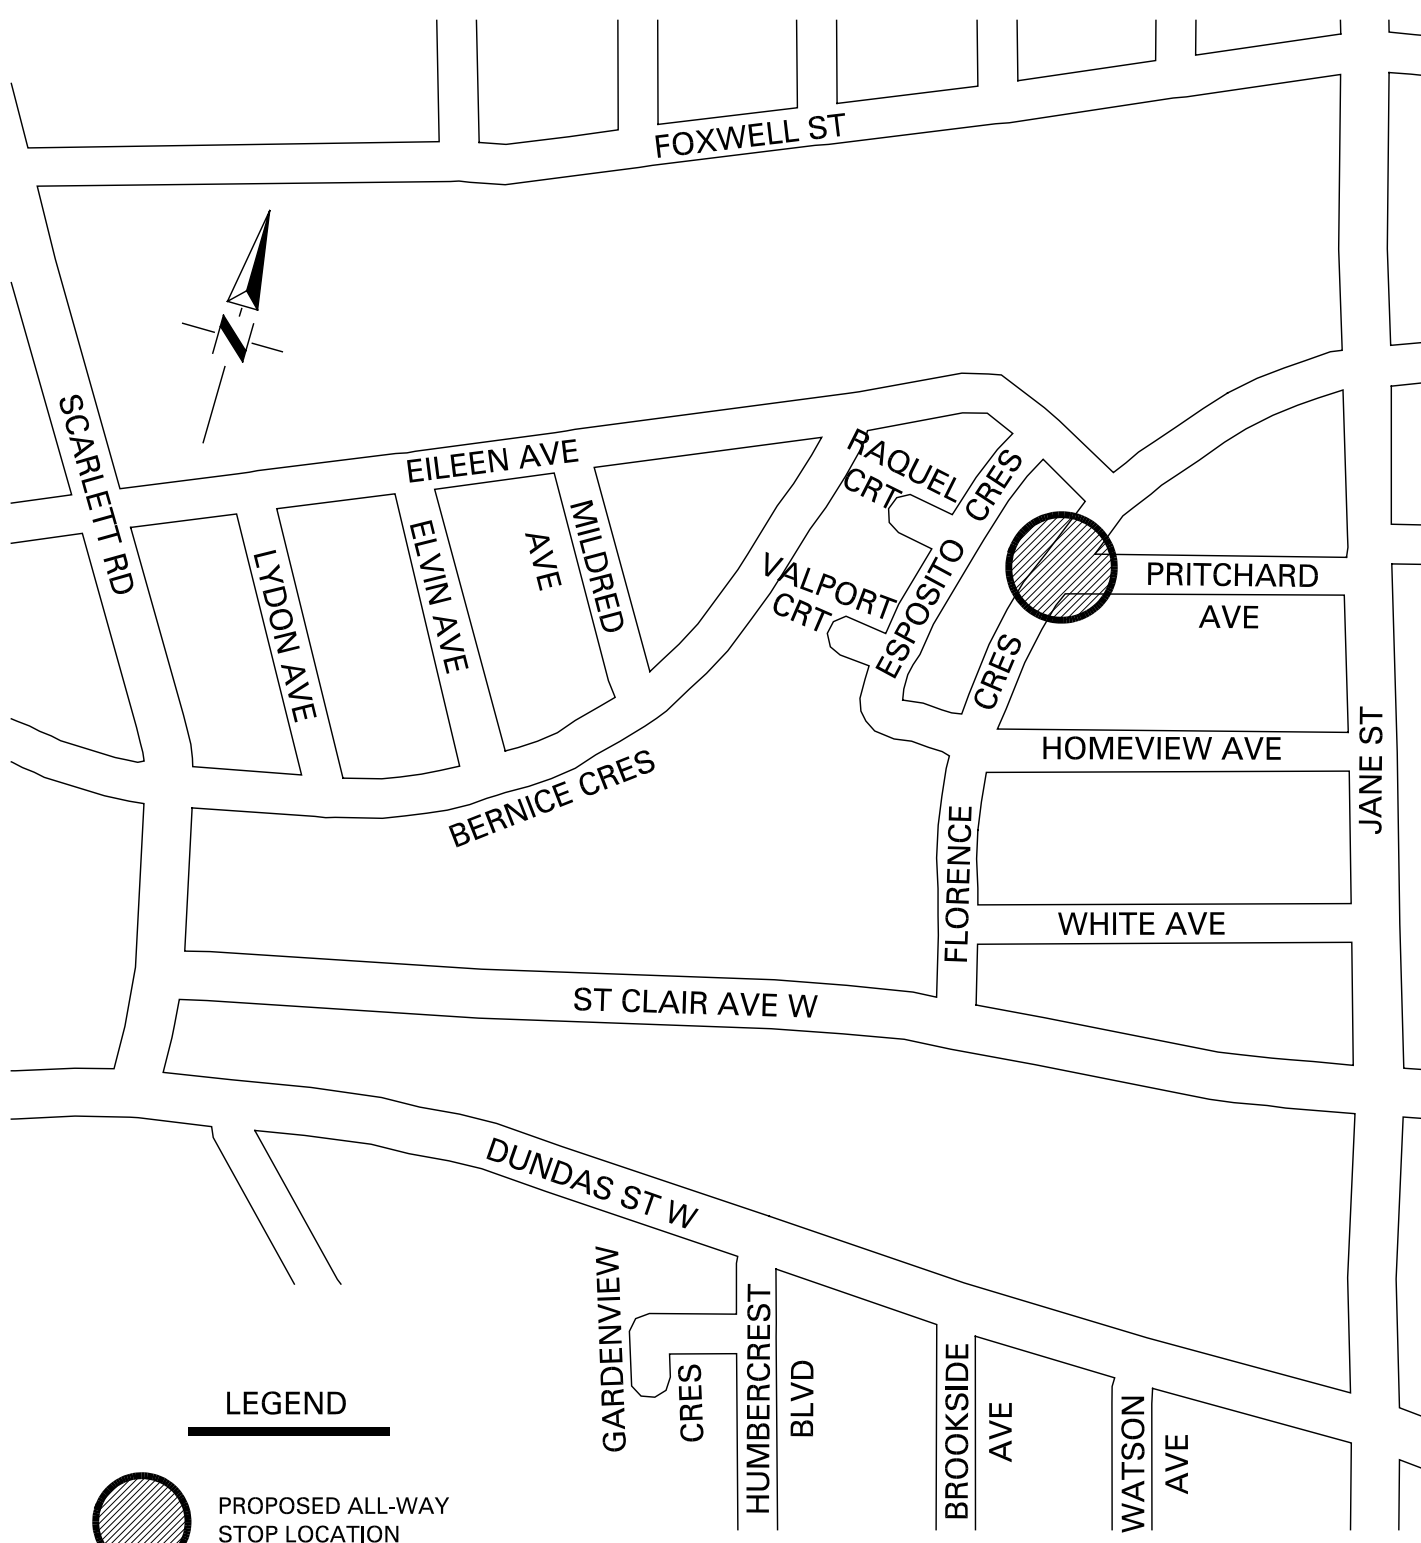 FOXWELL ST
N
SCARLETT RD
EILEEN AVE
RAQUEL
CRT
CRES
ESPOSITO
VALPORT
CRT
MILDRED
AVE
ELVIN AVE
LYDON AVE
PRITCHARD
AVE
CRES
HOMEVIEW AVE
JANE ST
BERNICE CRES
FLORENCE
WHITE AVE
ST CLAIR AVE W
DUNDAS ST W
GARDENVIEW
CRES
HUMBERCREST
BLVD
BROOKSIDE
AVE
WATSON
AVE
LEGEND
PROPOSED ALL-WAY
STOP LOCATION